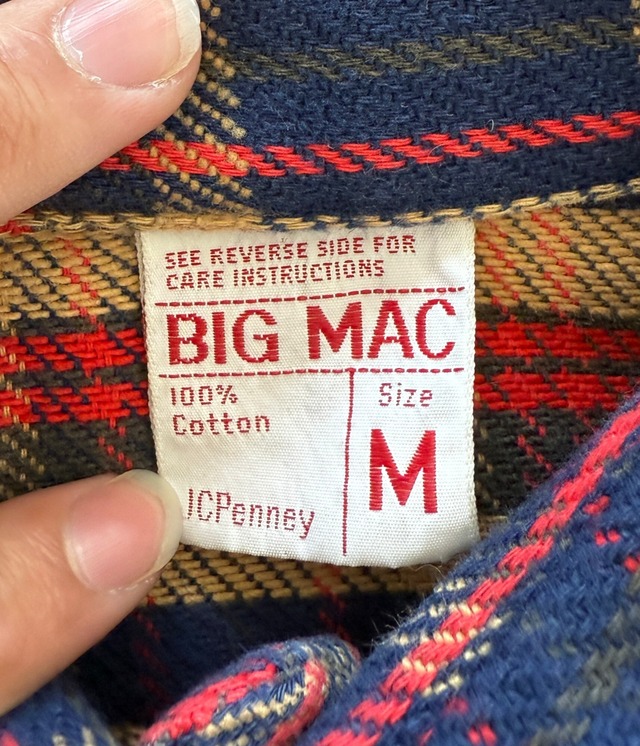 SEE REVERSE SIDE FOR
CARE INSTRUCTIONS
BIG MAC
100%
Cotton
JCPenney
Size
M